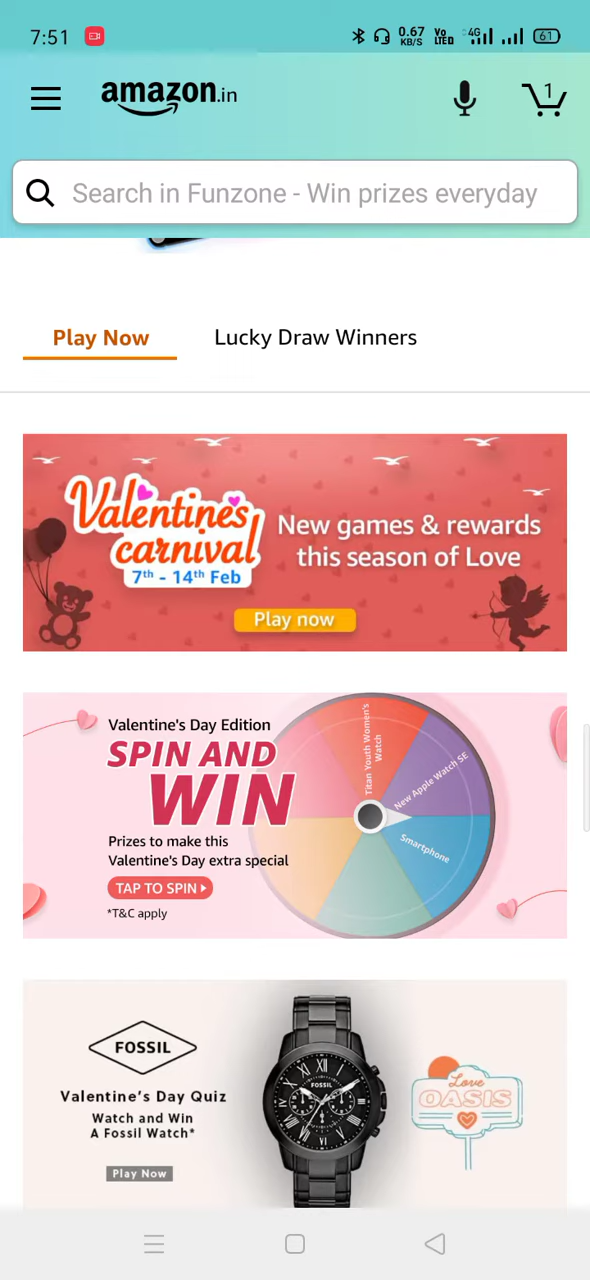 7:51
0.67
KB/S
Vo
LTED
4G
61
amazon.in
1
Search in Funzone - Win prizes everyday
Play Now
Lucky Draw Winners
Valentine's
carnival
7th - 14th Feb
New games & rewards
this season of Love
Play now
Valentine's Day Edition
SPIN AND
WIN
Prizes to make this
Valentine's Day extra special
TAP TO SPIN
*T&C apply
Titan Youth Women's
Watch
New Apple Watch SE
Smartphone
FOSSIL
Valentine's Day Quiz
Watch and Win
A Fossil Watch*
Play Now
FOSSIL
Love
OASIS